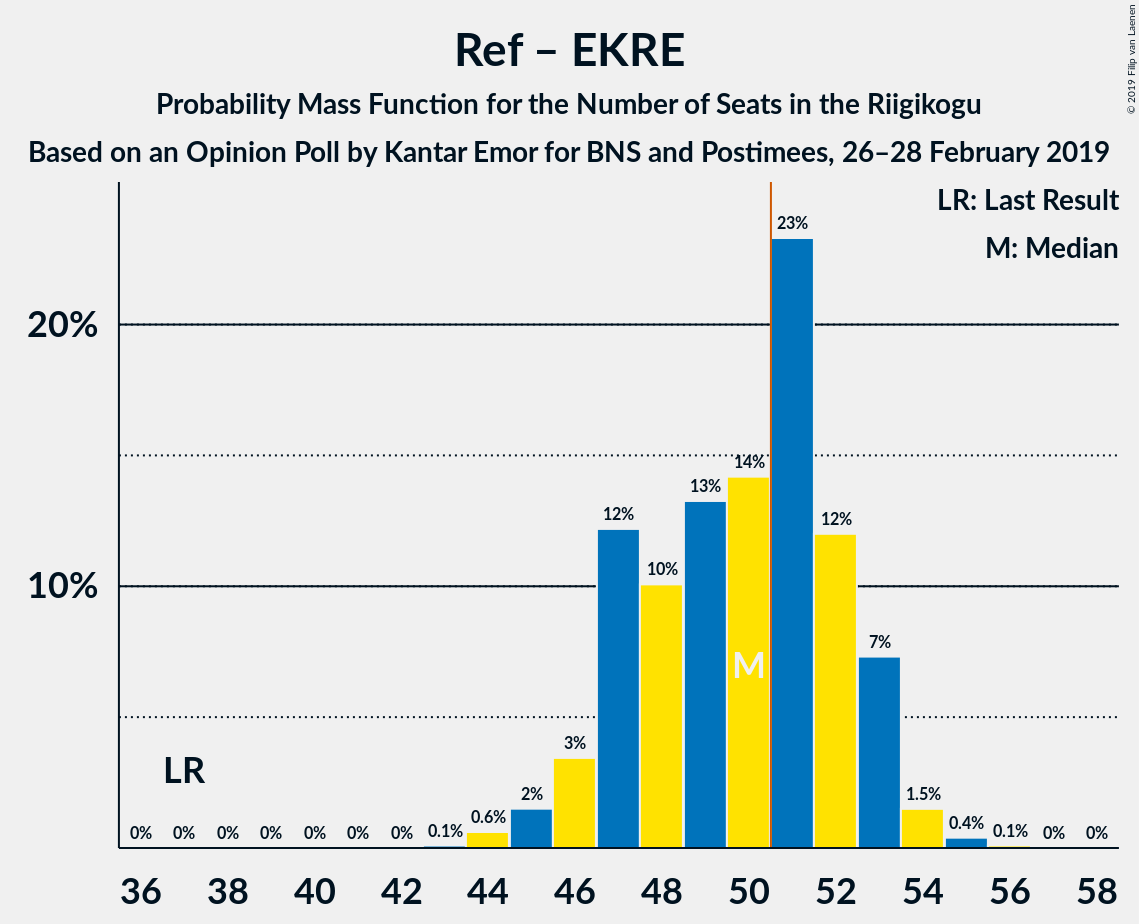 Ref – EKRE
Probability Mass Function for the Number of Seats in the Riigikogu
Based on an Opinion Poll by Kantar Emor for BNS and Postimees, 26–28 February 2019
© 2019 Filip van Laenen
LR: Last Result
M: Median
20%
10%
0% 0% 0% 0% 0% 0% 0% 0.1% 0.6% 2% 3% 12% 10% 13% 14% 23% 12% 7% 1.5% 0.4% 0.1% 0% 0%
LR
M
36 38 40 42 44 46 48 50 52 54 56 58